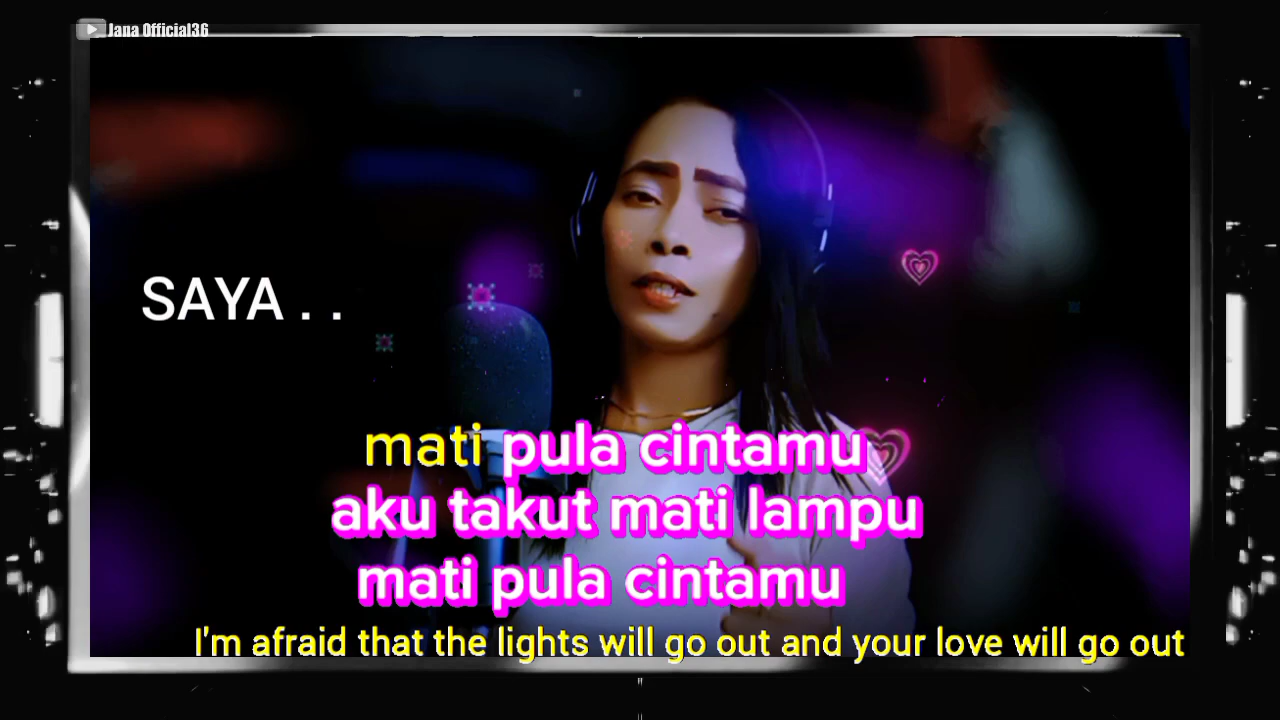 Jana Official36
SAYA . .
mati pula cintamu
aku takut mati lampu
mati pula cintamu
I'm afraid that the lights will go out and your love will go out